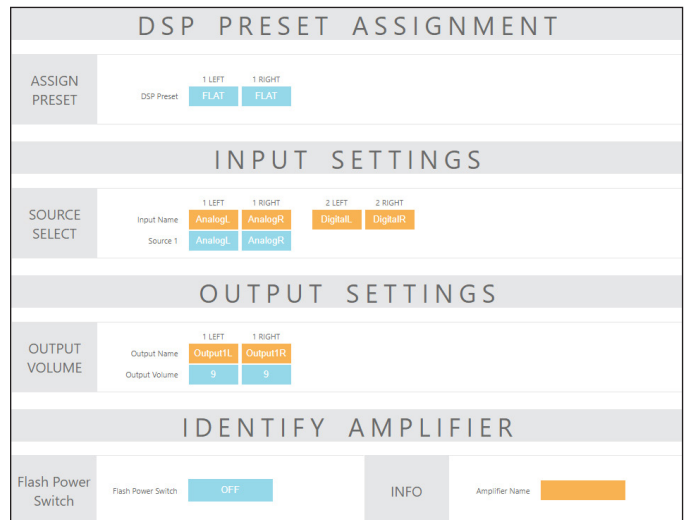 DSP PRESET ASSIGNMENT
1 LEFT 1 RIGHT
ASSIGN PRESET
DSP Preset FLAT FLAT
INPUT SETTINGS
1 LEFT 1 RIGHT 2 LEFT 2 RIGHT
SOURCE SELECT
Input Name AnalogL AnalogR DigitalL DigitalR
Source 1 AnalogL AnalogR
OUTPUT SETTINGS
1 LEFT 1 RIGHT
OUTPUT VOLUME
Output Name Output1L Output1R
Output Volume 9 9
IDENTIFY AMPLIFIER
Flash Power Switch
Flash Power Switch OFF
INFO
Amplifier Name